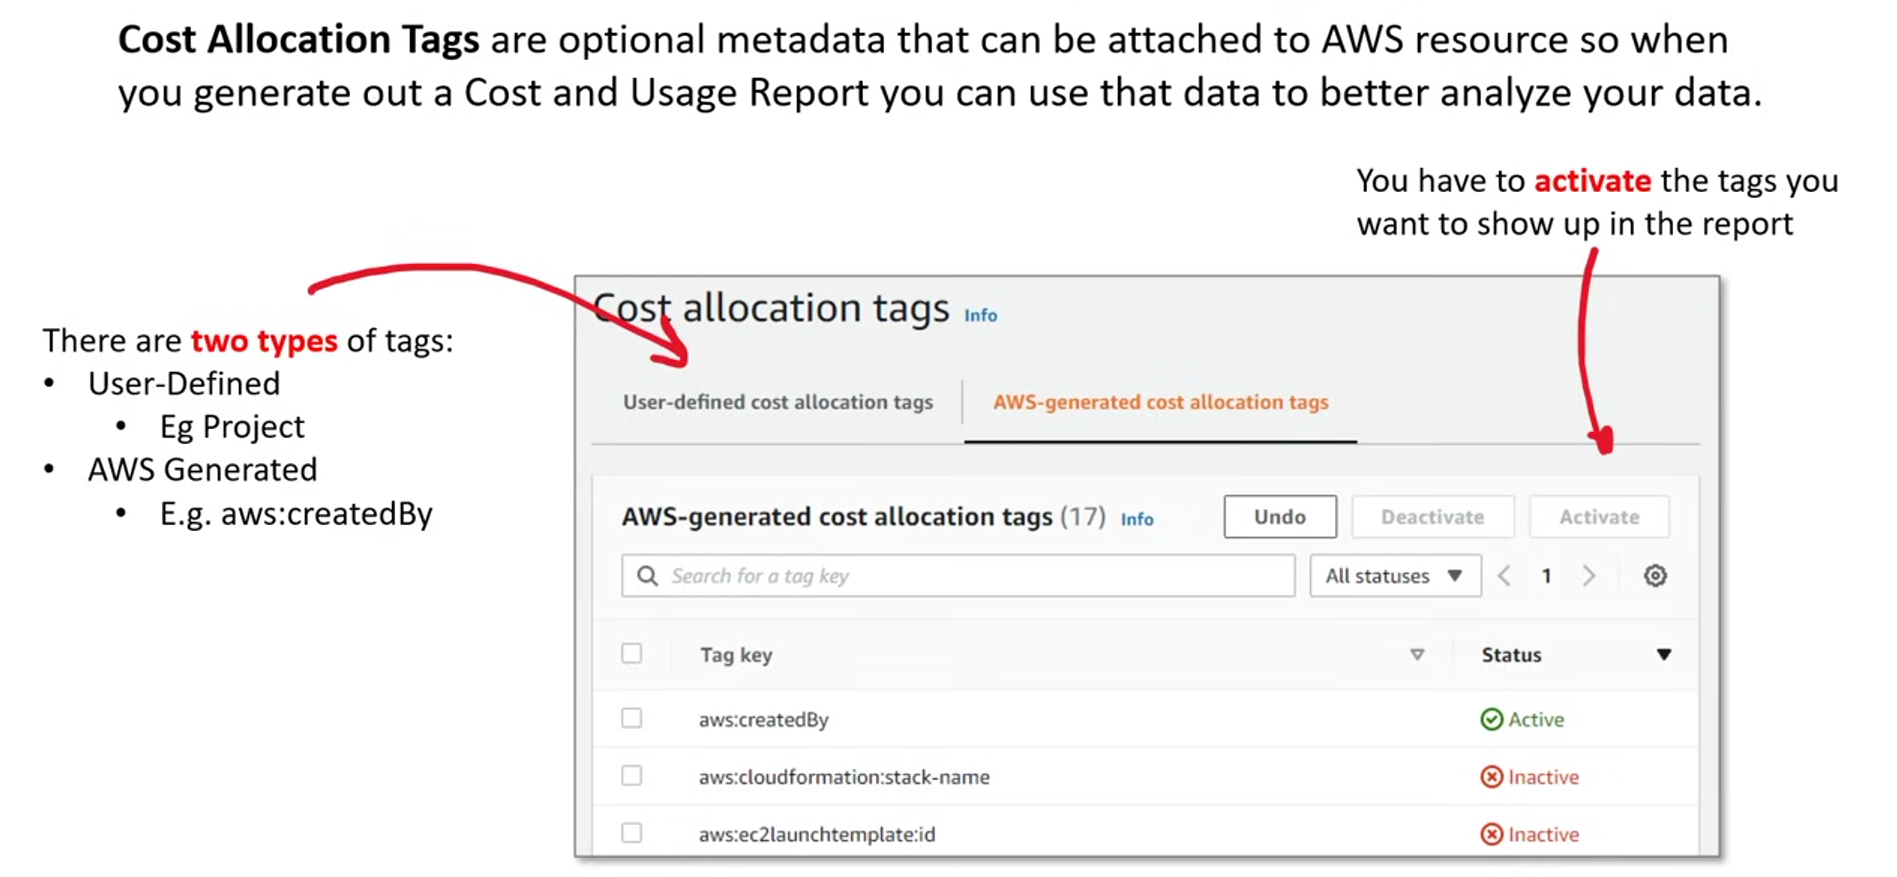 Cost Allocation Tags are optional metadata that can be attached to AWS resource so when
you generate out a Cost and Usage Report you can use that data to better analyze your data.
You have to activate the tags you
want to show up in the report
There are two types of tags:
• User-Defined
• Eg Project
• AWS Generated
• E.g. aws:createdBy
Cost allocation tags Info
User-defined cost allocation tags
AWS-generated cost allocation tags
AWS-generated cost allocation tags (17) Info
Undo
Deactivate
Activate
Search for a tag key
All statuses
1
Tag key
Status
aws:createdBy
Active
aws:cloudformation:stack-name
Inactive
aws:ec2launchtemplate:id
Inactive